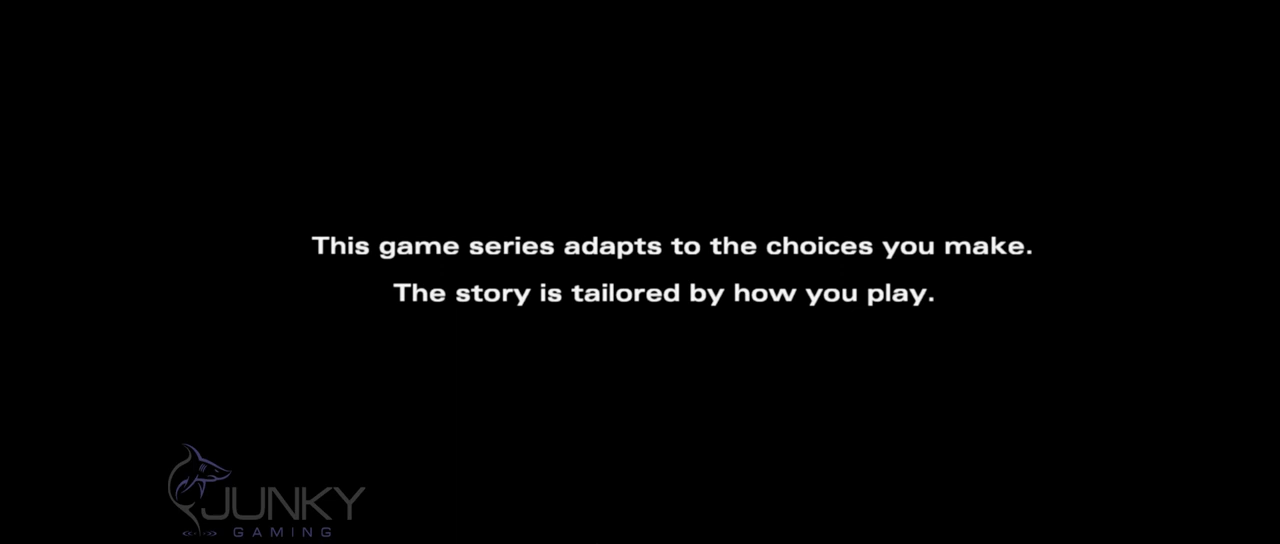 This game series adapts to the choices you make.
The story is tailored by how you play.
JUNKY
GAMING